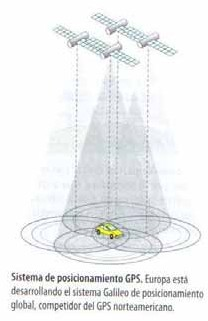 Sistema de posicionamiento GPS. Europa está
desarrollando el sistema Galileo de posicionamiento
global, competidor del GPS norteamericano.